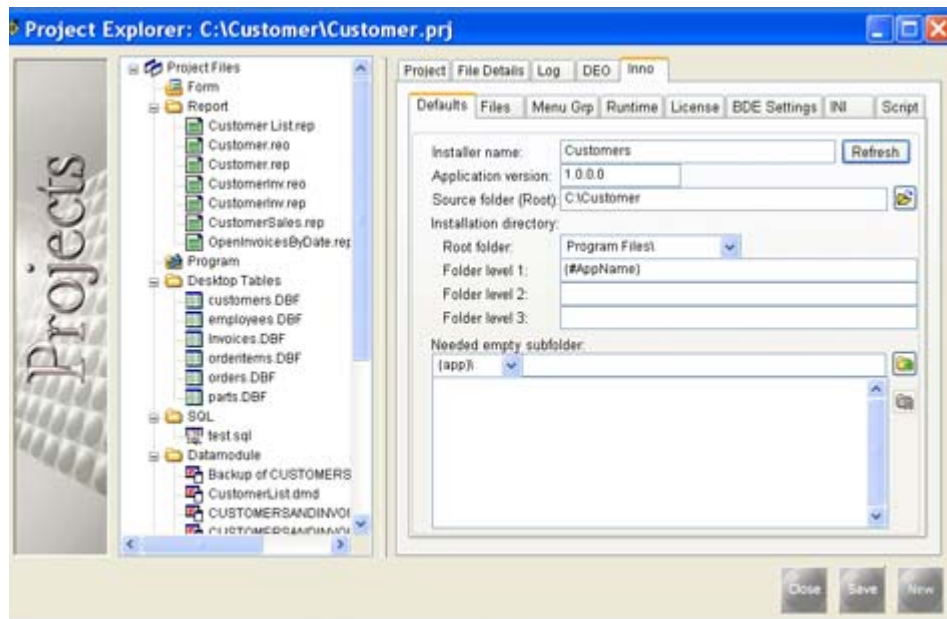 Project Explorer: C:\Customer\Customer.prj
Projects
Project Files
Form
Report
Customer List.rep
Customer.reo
Customer.rep
CustomerInv.reo
CustomerInv.rep
CustomerSales.rep
OpenInvoicesByDate.rep
Program
Desktop Tables
customers.DBF
employees.DBF
Invoices.DBF
orderitems.DBF
orders.DBF
parts.DBF
SQL
test.sql
Datamodule
Backup of CUSTOMERS
CustomerList.dmd
CUSTOMERSANDINVOI
CUSTOMERSANDINVOI
Project File Details Log DEO Inno
Defaults Files Menu Grp Runtime License BDE Settings INI Script
Installer name: Customers Refresh
Application version: 1.0.0.0
Source folder (Root): C:\Customer
Installation directory:
Root folder: Program Files\
Folder level 1: {#AppName}
Folder level 2:
Folder level 3:
Needed empty subfolder:
{app}\
Close Save New